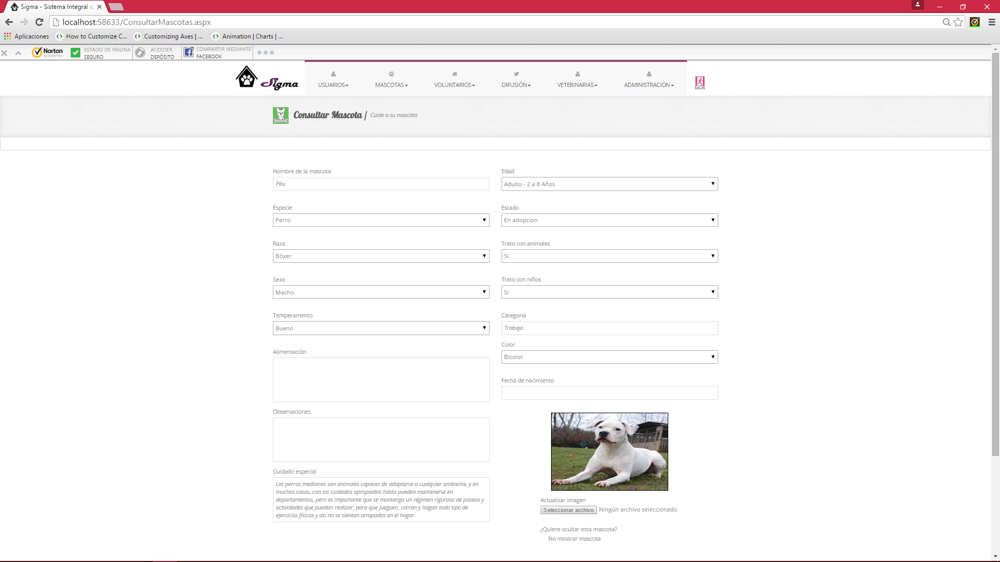 Sigma - Sistema Integral d
localhost:58633/ConsultarMascotas.aspx
Aplicaciones
How to Customize C...
Customizing Axes | ...
Animation | Charts | ...
Norton
by Symantec
ESTADO DE PÁGINA
SEGURO
ACCEDER
DEPÓSITO
COMPARTIR MEDIANTE
FACEBOOK
Sigma
USUARIOS
MASCOTAS
VOLUNTARIOS
DIFUSIÓN
VETERINARIAS
ADMINISTRACIÓN
SALIR
Consultar Mascota / Cuide a su mascota
Nombre de la mascota
Pitu
Especie
Perro
Raza
Bóxer
Sexo
Macho
Temperamento
Bueno
Alimentación
Observaciones
Cuidado especial
Los perros medianos son animales capaces de adaptarse a cualquier ambiente, y en
muchos casos, con los cuidados apropiados hasta pueden mantenerse en
departamentos, pero es importante que se mantenga un régimen riguroso de paseos y
actividades que puedan realizar, para que jueguen, corran y hagan todo tipo de
ejercicios físicos y así no se sientan atrapados en el hogar.
Edad
Adulto - 2 a 8 Años
Estado
En adopcion
Trato con animales
Si
Trato con niños
Si
Categoria
Trabajo
Color
Bicolor
Fecha de nacimiento
Actualizar imagen
Seleccionar archivo Ningún archivo seleccionado
¿Quiere ocultar esta mascota?
No mostrar mascota